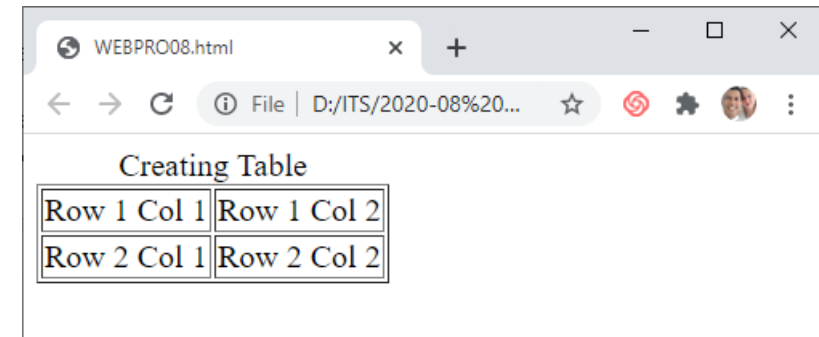 WEBPRO08.html
File | D:/ITS/2020-08%20...
Creating Table
Row 1 Col 1 Row 1 Col 2
Row 2 Col 1 Row 2 Col 2